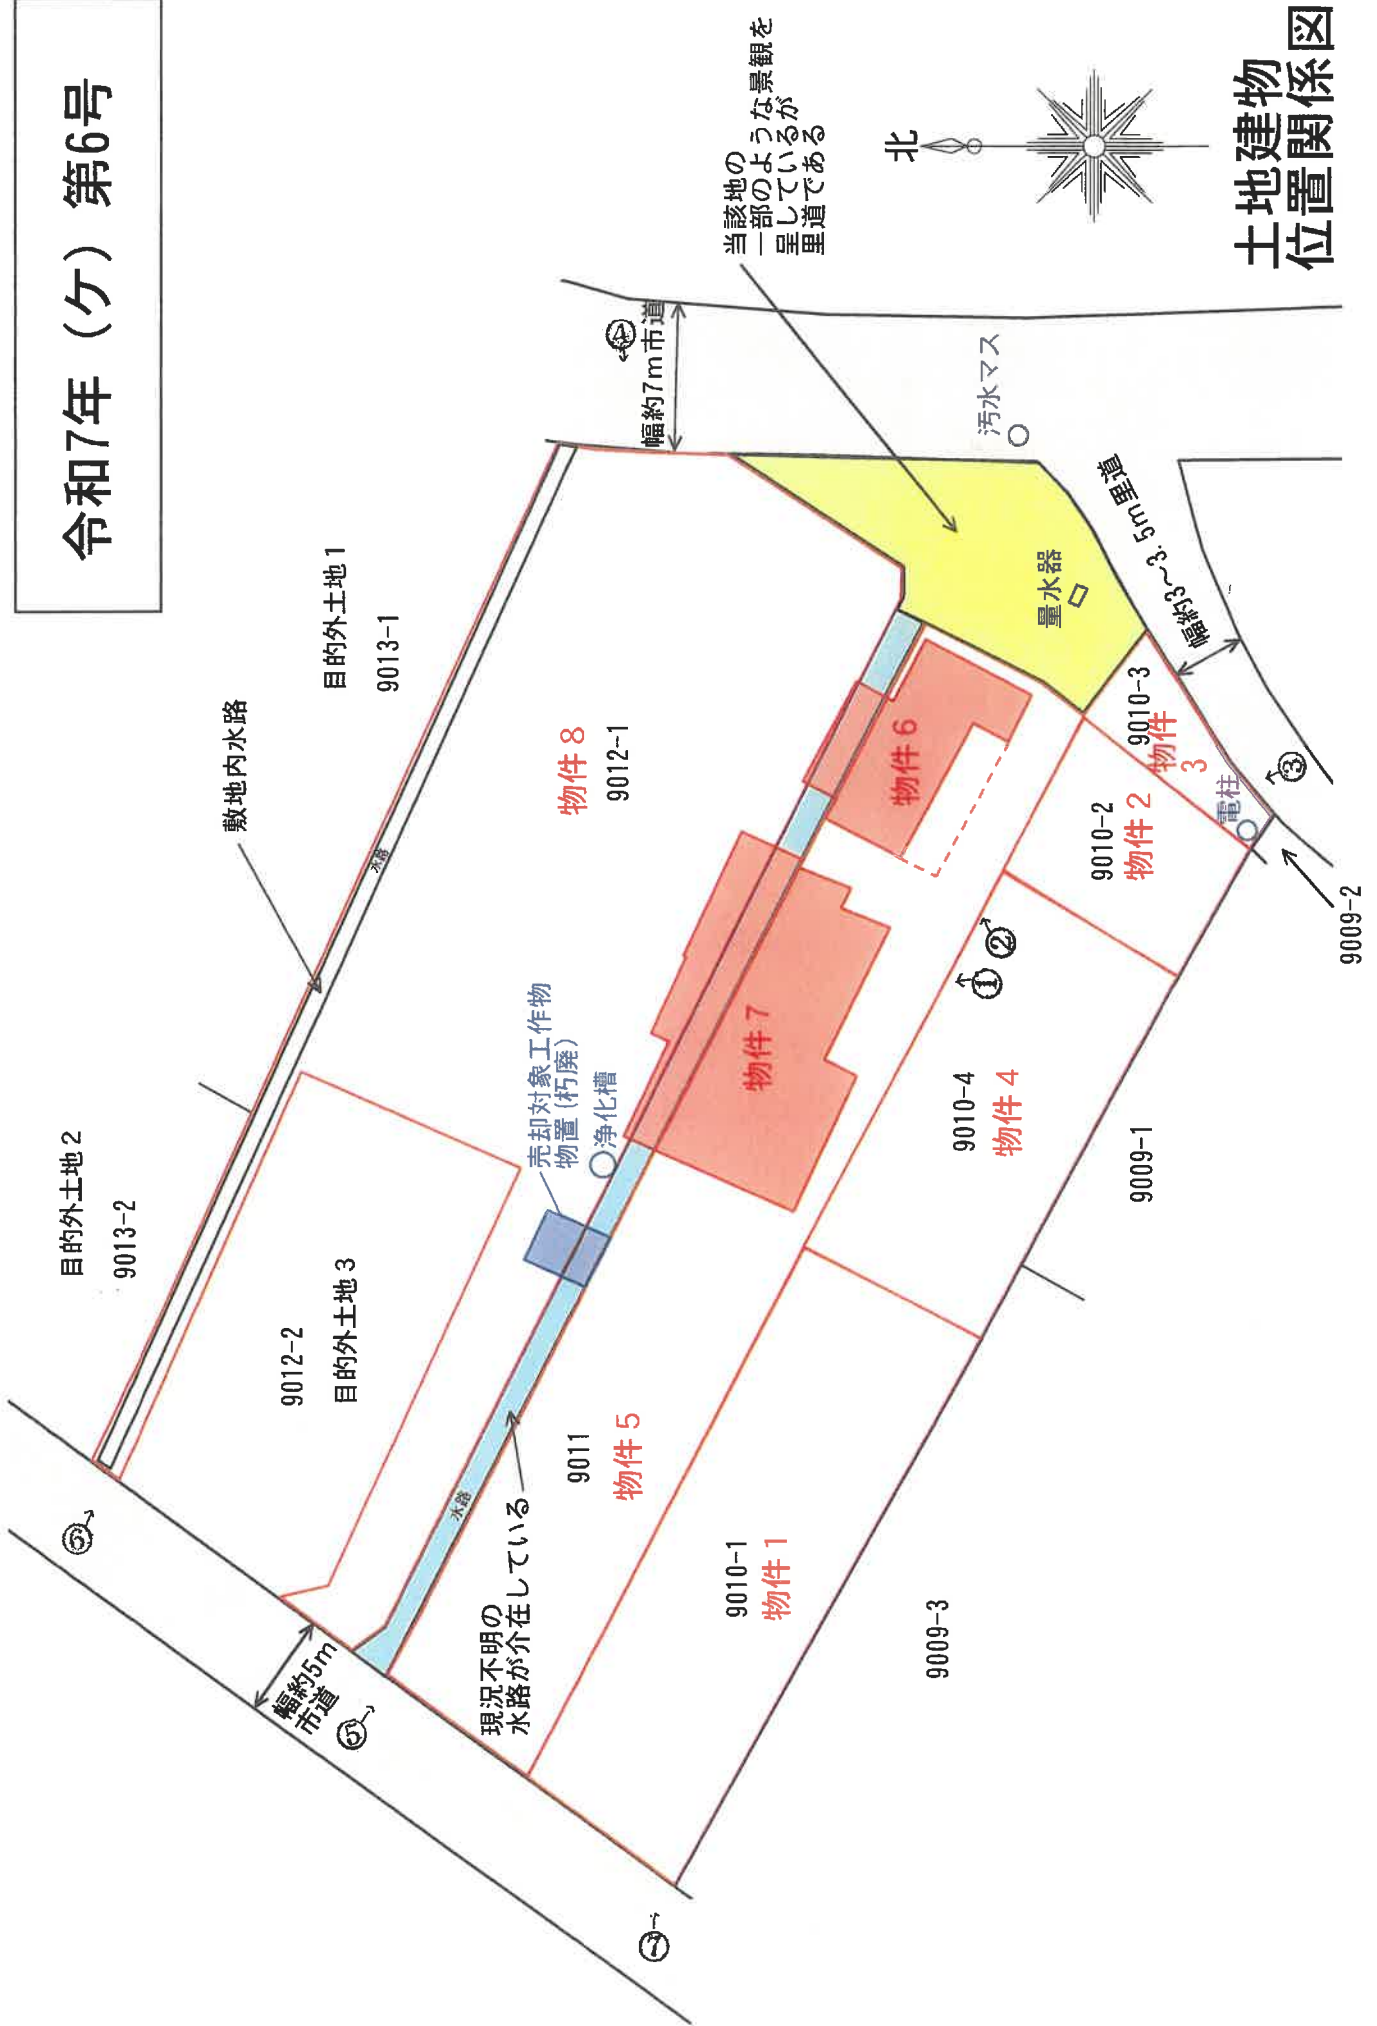 令和7年（ケ）第6号
土地建物
位置関係図
北
目的外土地2
9013-2
目的外土地1
9013-1
敷地内水路
水路
9012-2
目的外土地3
物件8
9012-1
売却対象工作物
物置（朽廃）
浄化槽
幅約7m市道
④
当該地の
一部のような景観を
呈しているが
里道である
汚水マス
量水器
幅約3～3.5m里道
⑥
幅約5m
市道
⑤
⑦
現況不明の
水路が介在している
水路
9011
物件5
物件7
物件6
9010-1
物件1
9010-4
物件4
①
②
9010-2
物件2
9010-3
物件
3
電柱
③
9009-3
9009-1
9009-2